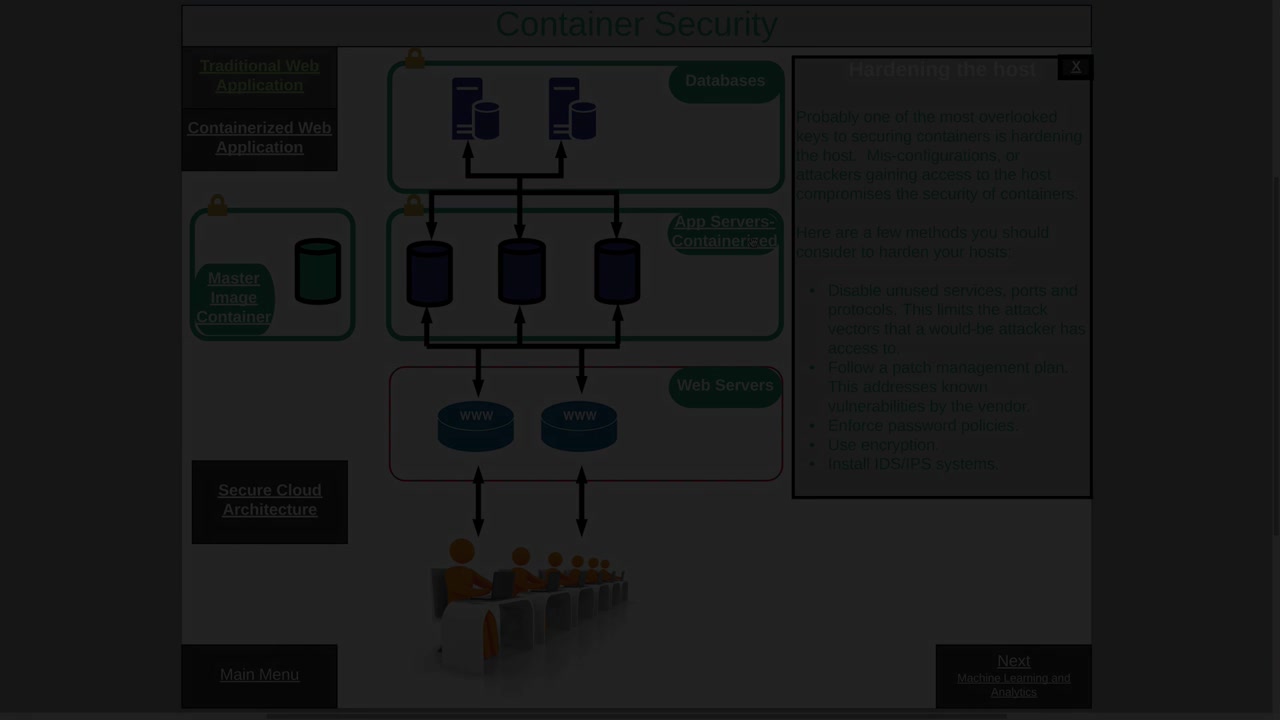 Container Security
Traditional Web
Application
Containerized Web
Application
Databases
Hardening the host
X
Probably one of the most overlooked
keys to securing containers is hardening
the host.  Mis-configurations, or
attackers gaining access to the host
compromises the security of containers.
Here are a few methods you should
consider to harden your hosts:
• Disable unused services, ports and
protocols. This limits the attack
vectors that a would-be attacker has
access to.
• Follow a patch management plan.
This addresses known
vulnerabilities by the vendor.
• Enforce password policies.
• Use encryption.
• Install IDS/IPS systems.
App Servers-
Containerized
Master
Image
Container
Web Servers
WWW
WWW
Secure Cloud
Architecture
Main Menu
Next
Machine Learning and
Analytics